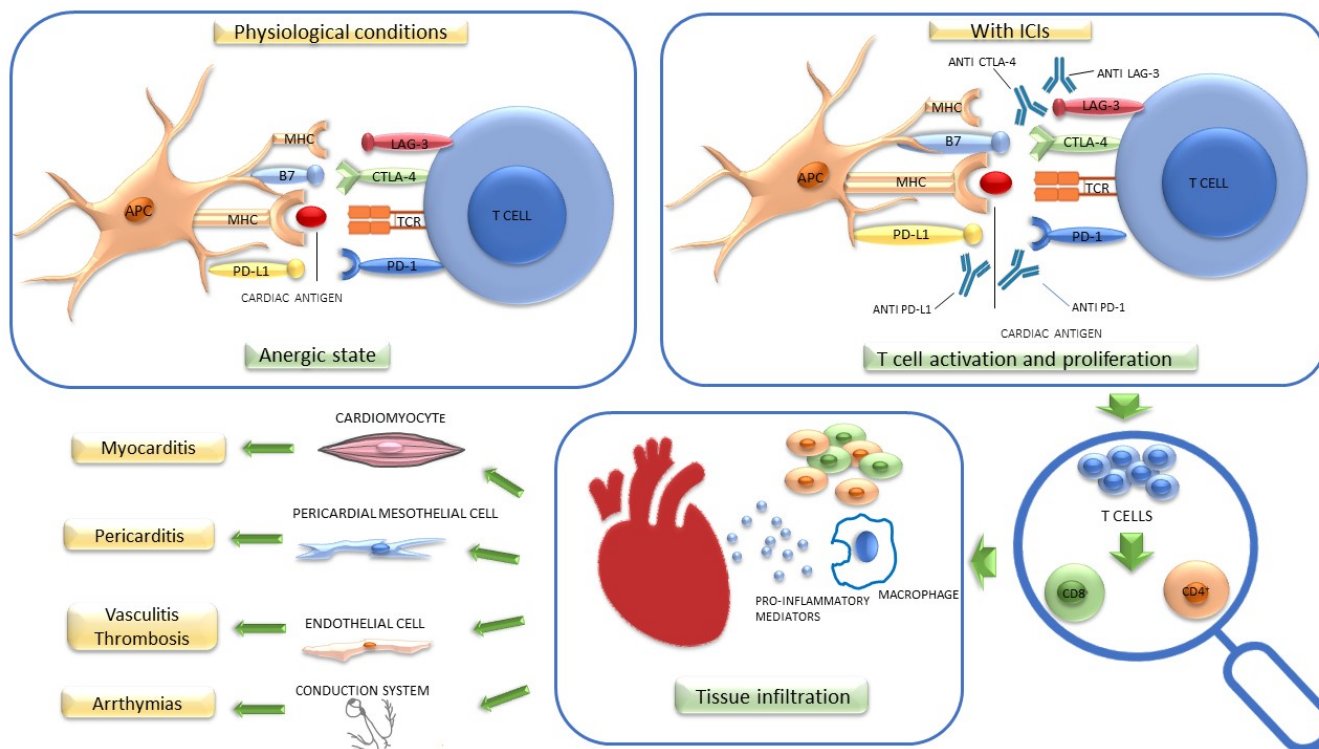 Physiological conditions
MHC
LAG-3
B7
CTLA-4
APC
T CELL
MHC
TCR
PD-L1
PD-1
CARDIAC ANTIGEN
Anergic state
With ICIs
ANTI CTLA-4
ANTI LAG-3
MHC
LAG-3
B7
CTLA-4
APC
MHC
TCR
T CELL
PD-L1
PD-1
ANTI PD-L1
ANTI PD-1
CARDIAC ANTIGEN
T cell activation and proliferation
T CELLS
CD8
CD4+
PRO-INFLAMMATORY
MEDIATORS
MACROPHAGE
Tissue infiltration
CARDIOMYOCYTE
Myocarditis
PERICARDIAL MESOTHELIAL CELL
Pericarditis
ENDOTHELIAL CELL
Vasculitis
Thrombosis
CONDUCTION SYSTEM
Arrthymias